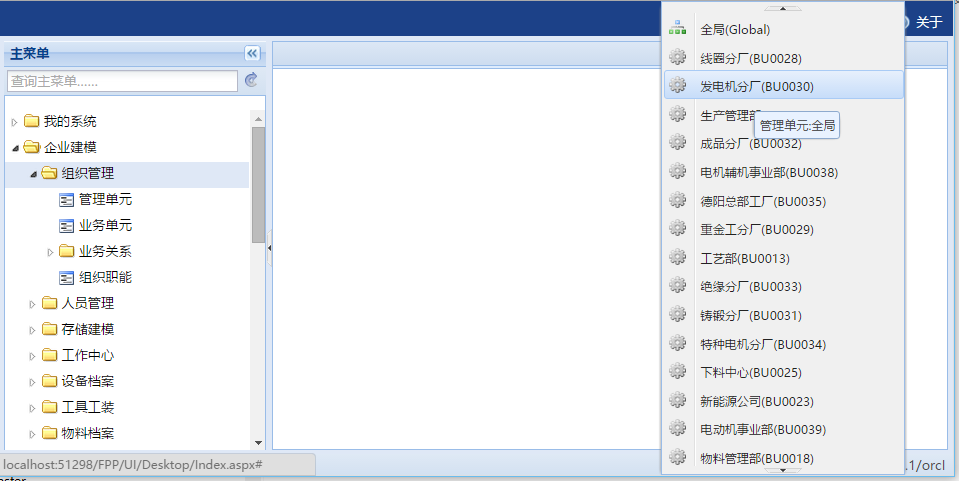 关于
主菜单
查询主菜单......
我的系统
企业建模
组织管理
管理单元
业务单元
业务关系
组织职能
人员管理
存储建模
工作中心
设备档案
工具工装
物料档案
localhost:51298/FPP/UI/Desktop/Index.aspx#
全局(Global)
线圈分厂(BU0028)
发电机分厂(BU0030)
生产管理部
管理单元:全局
成品分厂(BU0032)
电机辅机事业部(BU0038)
德阳总部工厂(BU0035)
重金工分厂(BU0029)
工艺部(BU0013)
绝缘分厂(BU0033)
铸锻分厂(BU0031)
特种电机分厂(BU0034)
下料中心(BU0025)
新能源公司(BU0023)
电动机事业部(BU0039)
物料管理部(BU0018)
.1/orcl